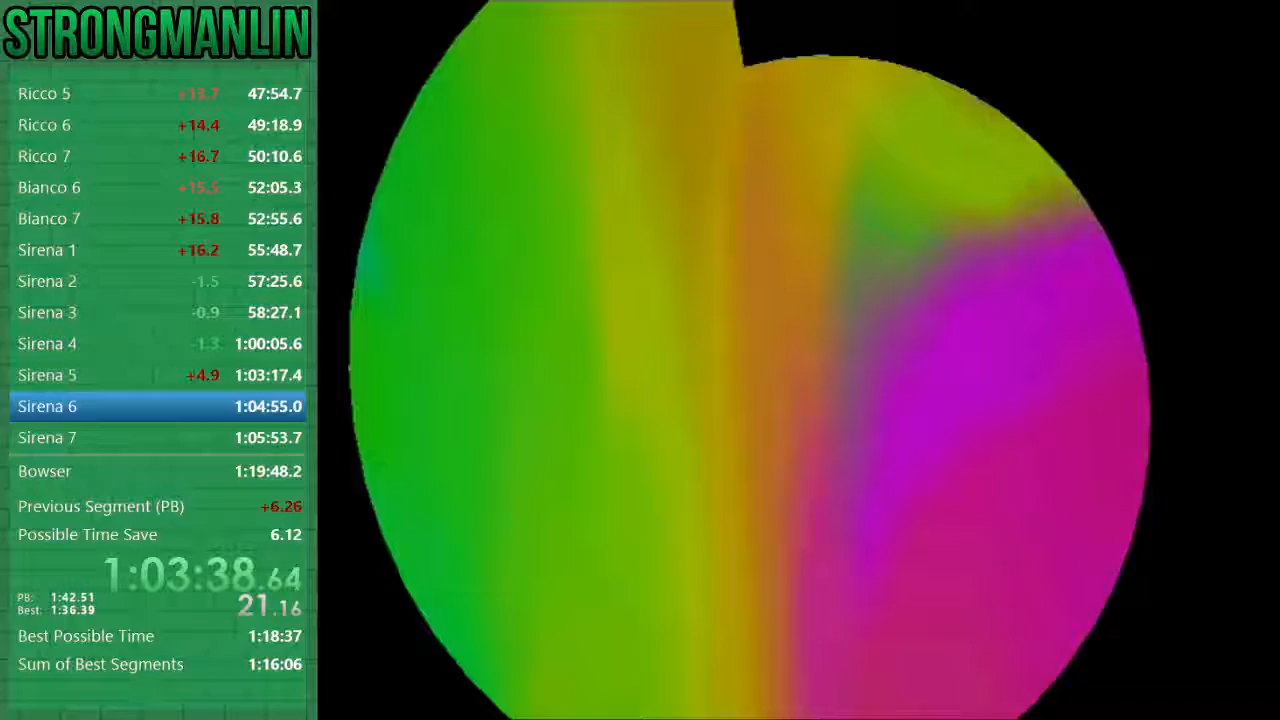 STRONGMANLIN
Ricco 5 +13.7 47:54.7
Ricco 6 +14.4 49:18.9
Ricco 7 +16.7 50:10.6
Bianco 6 +15.5 52:05.3
Bianco 7 +15.8 52:55.6
Sirena 1 +16.2 55:48.7
Sirena 2 -1.5 57:25.6
Sirena 3 -0.9 58:27.1
Sirena 4 -1.3 1:00:05.6
Sirena 5 +4.9 1:03:17.4
Sirena 6 1:04:55.0
Sirena 7 1:05:53.7
Bowser 1:19:48.2
Previous Segment (PB) +6.26
Possible Time Save 6.12
1:03:38.64
PB: 1:42.51 21.16
Best: 1:36.39
Best Possible Time 1:18:37
Sum of Best Segments 1:16:06